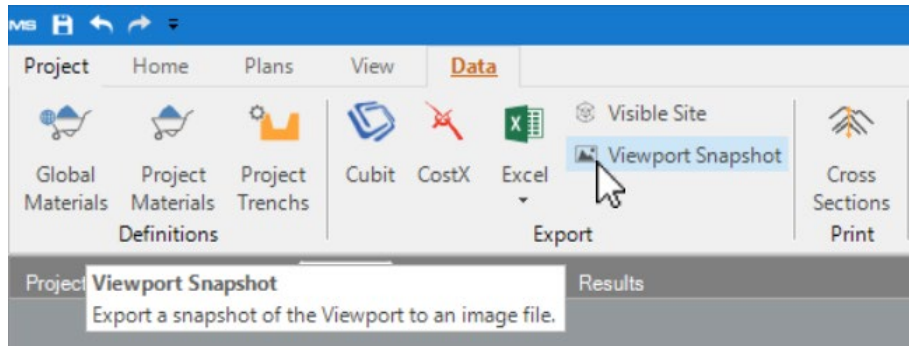 MS
Project Home Plans View Data
Visible Site
Viewport Snapshot
Global Materials
Project Materials
Project Trenchs
Cubit
CostX
Excel
Cross Sections
Definitions
Export
Print
Project
Results
Viewport Snapshot
Export a snapshot of the Viewport to an image file.